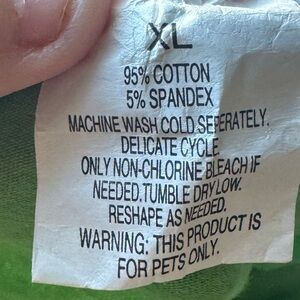 XL
95% COTTON
5% SPANDEX
MACHINE WASH COLD SEPERATELY.
DELICATE CYCLE
ONLY NON-CHLORINE BLEACH IF
NEEDED.TUMBLE DRY LOW.
RESHAPE AS NEEDED.
WARNING: THIS PRODUCT IS
FOR PETS ONLY.